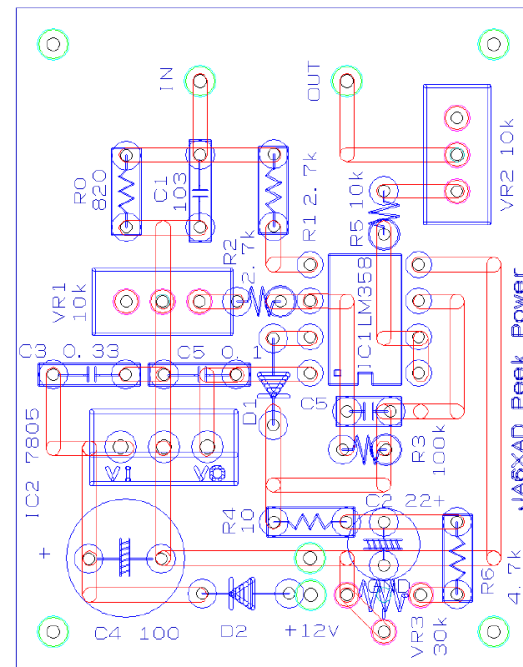 IN
OUT
R0
820
C1
103
R1 2.7k
R5 10k
VR2 10k
R2
2.7k
VR1
10k
IC1LM358
C3 0.33
C5 0.1
D1
C5
IC2 7805
VI
VO
R3
100k
JA6XAD Peak Power
R4
10
C2 22+
+
R6
4.7k
C4 100
D2
+12V
VR3
30k